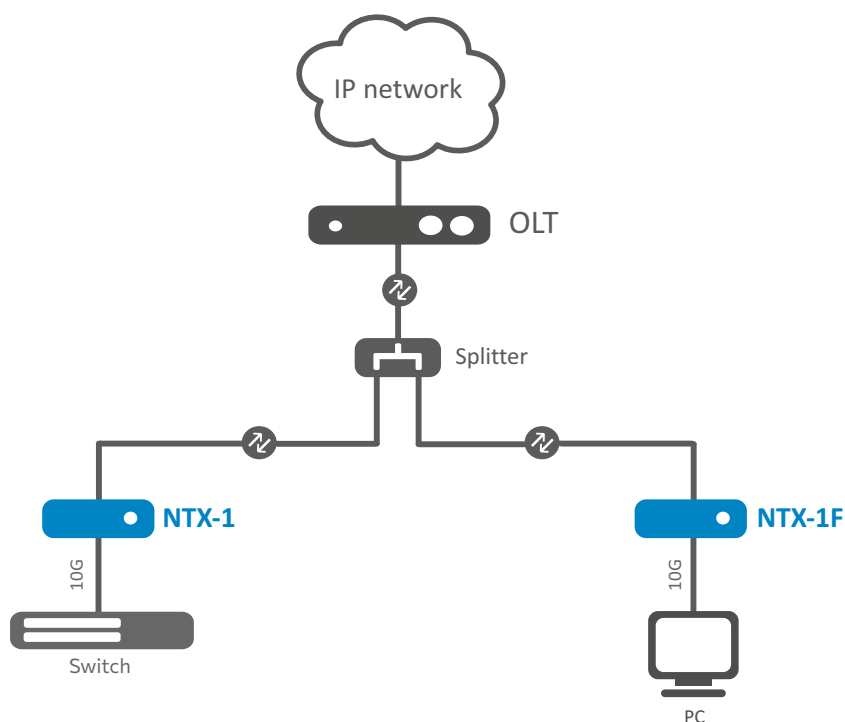 IP network
OLT
Splitter
NTX-1
NTX-1F
10G
10G
Switch
PC